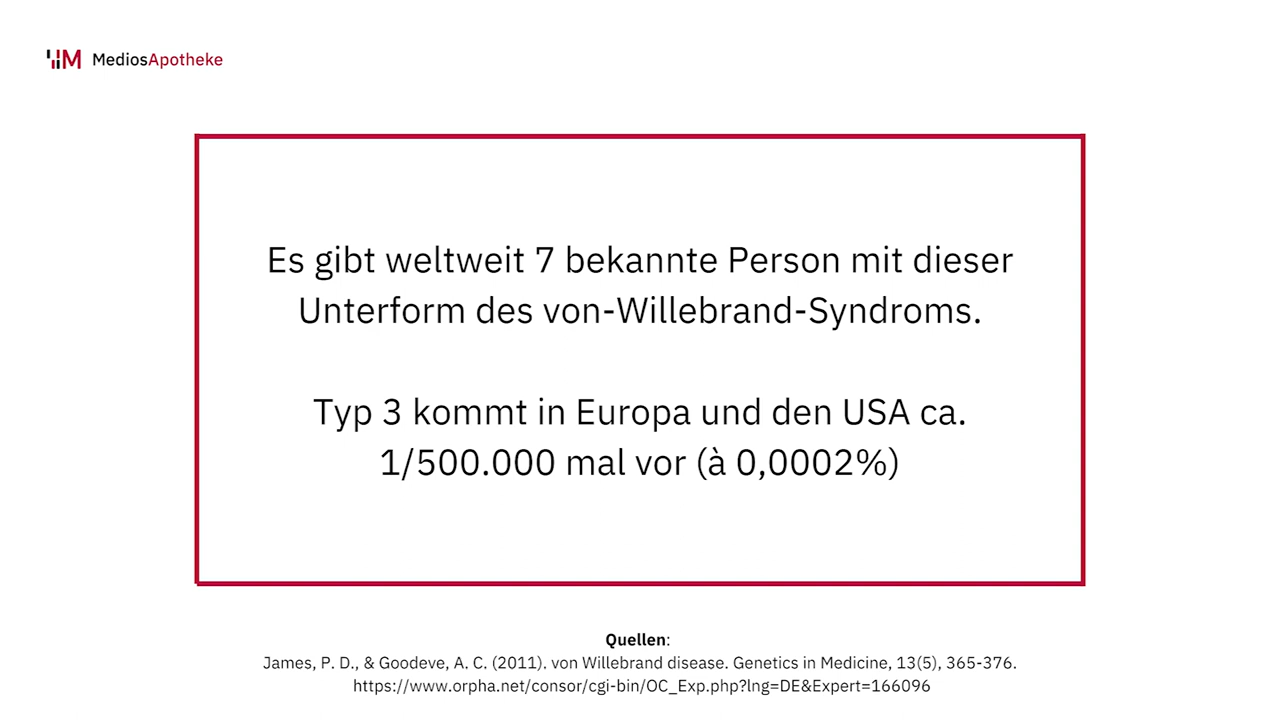 MediosApotheke
Es gibt weltweit 7 bekannte Person mit dieser
Unterform des von-Willebrand-Syndroms.
Typ 3 kommt in Europa und den USA ca.
1/500.000 mal vor (à 0,0002%)
Quellen:
James, P. D., & Goodeve, A. C. (2011). von Willebrand disease. Genetics in Medicine, 13(5), 365-376.
https://www.orpha.net/consor/cgi-bin/OC_Exp.php?lng=DE&Expert=166096